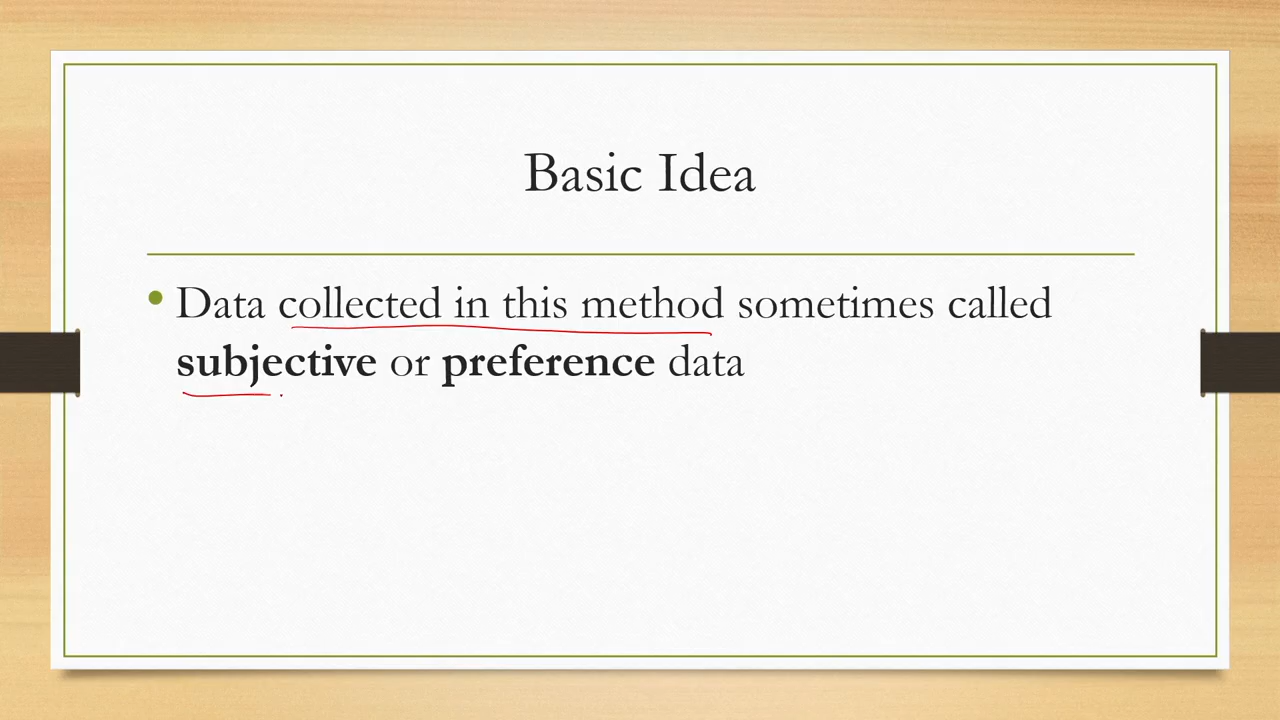 Basic Idea
• Data collected in this method sometimes called
subjective or preference data